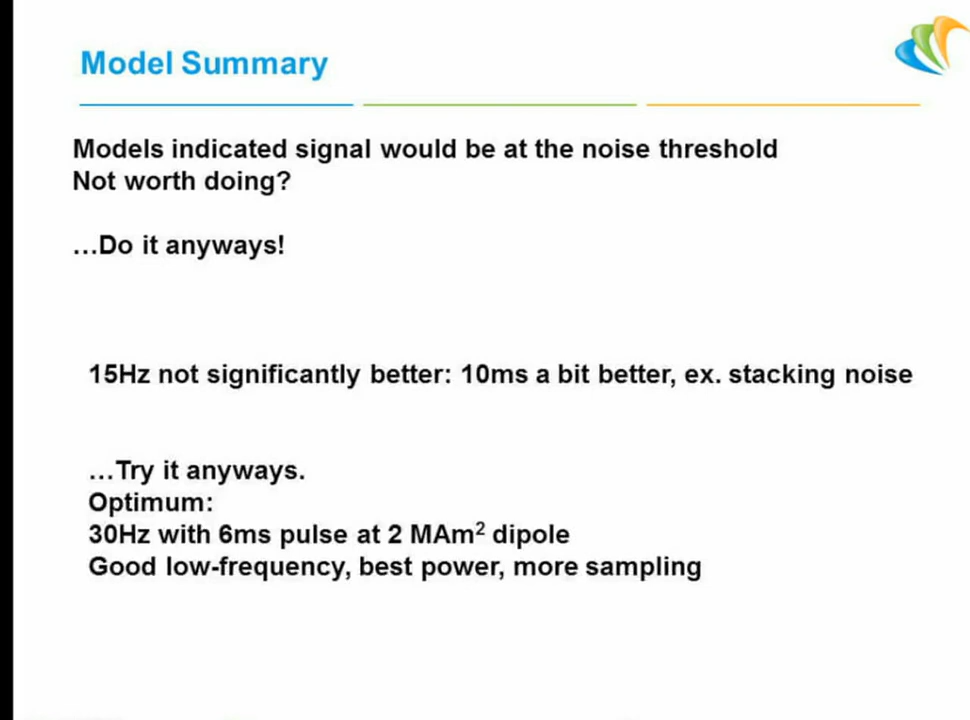 Model Summary
Models indicated signal would be at the noise threshold
Not worth doing?
…Do it anyways!
15Hz not significantly better: 10ms a bit better, ex. stacking noise
…Try it anyways.
Optimum:
30Hz with 6ms pulse at 2 MAm² dipole
Good low-frequency, best power, more sampling